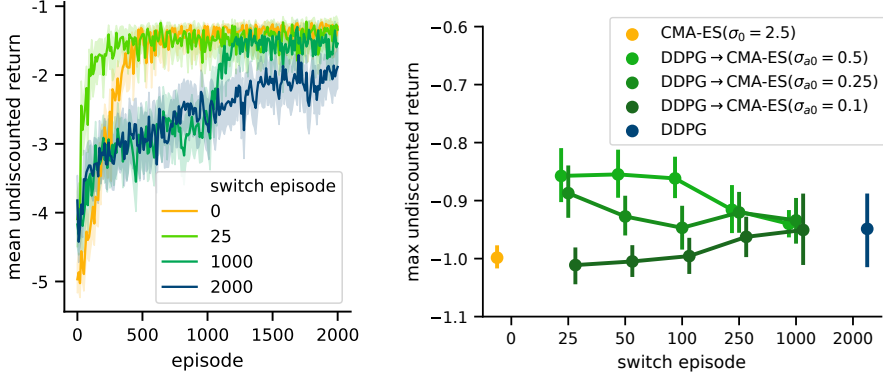 mean undiscounted return
-1
-2
-3
-4
-5
0
500
1000
1500
2000
episode
switch episode
0
25
1000
2000
max undiscounted return
−0.6
−0.7
−0.8
−0.9
−1.0
−1.1
0
25
50
100
250
1000
2000
switch episode
CMA-ES(σ₀ = 2.5)
DDPG→CMA-ES(σₐ₀ = 0.5)
DDPG→CMA-ES(σₐ₀ = 0.25)
DDPG→CMA-ES(σₐ₀ = 0.1)
DDPG